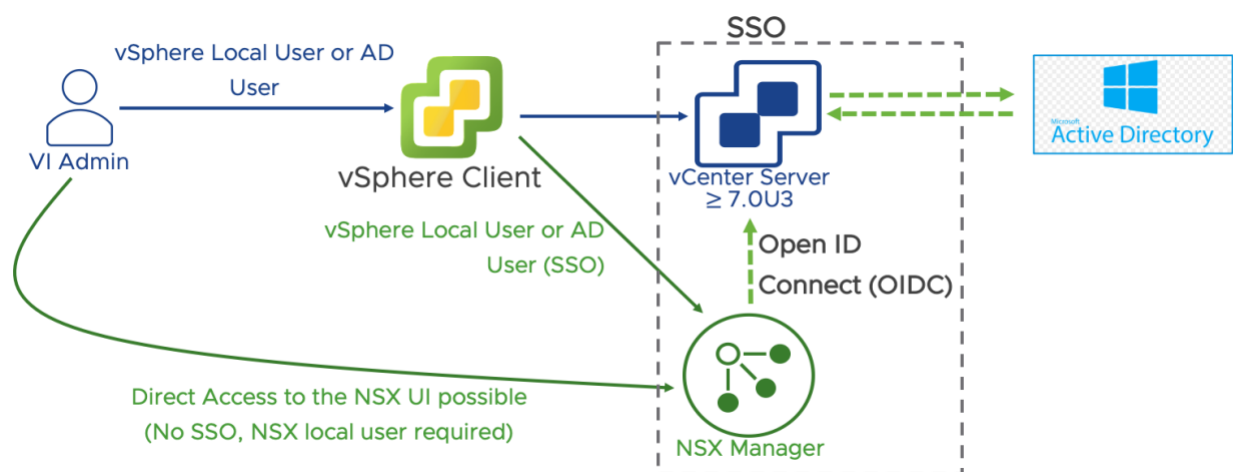 SSO
vSphere Local User or AD
User
VI Admin
vSphere Client
vCenter Server
≥ 7.0U3
Microsoft
Active Directory
vSphere Local User or AD
User (SSO)
Open ID
Connect (OIDC)
Direct Access to the NSX UI possible
(No SSO, NSX local user required)
NSX Manager